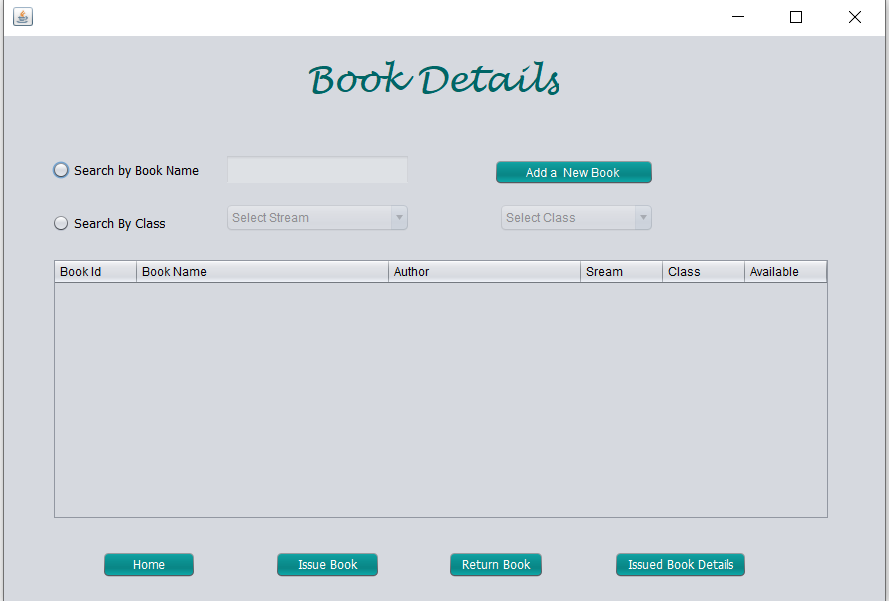 Book Details
Search by Book Name
Add a  New Book
Search By Class
Select Stream
Select Class
Book Id Book Name Author Sream Class Available
Home Issue Book Return Book Issued Book Details